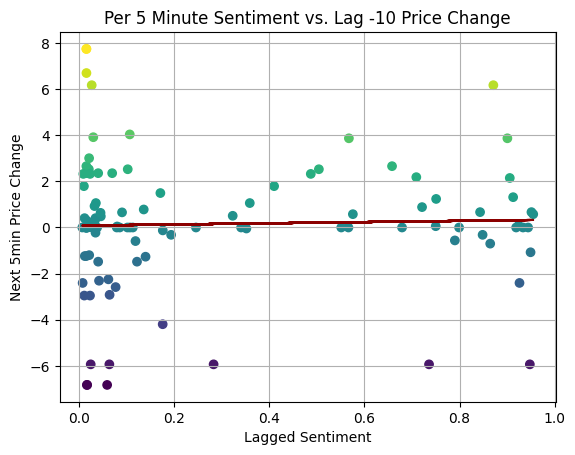 Per 5 Minute Sentiment vs. Lag -10 Price Change
Next 5min Price Change
8
6
4
2
0
−2
−4
−6
0.0 0.2 0.4 0.6 0.8 1.0
Lagged Sentiment